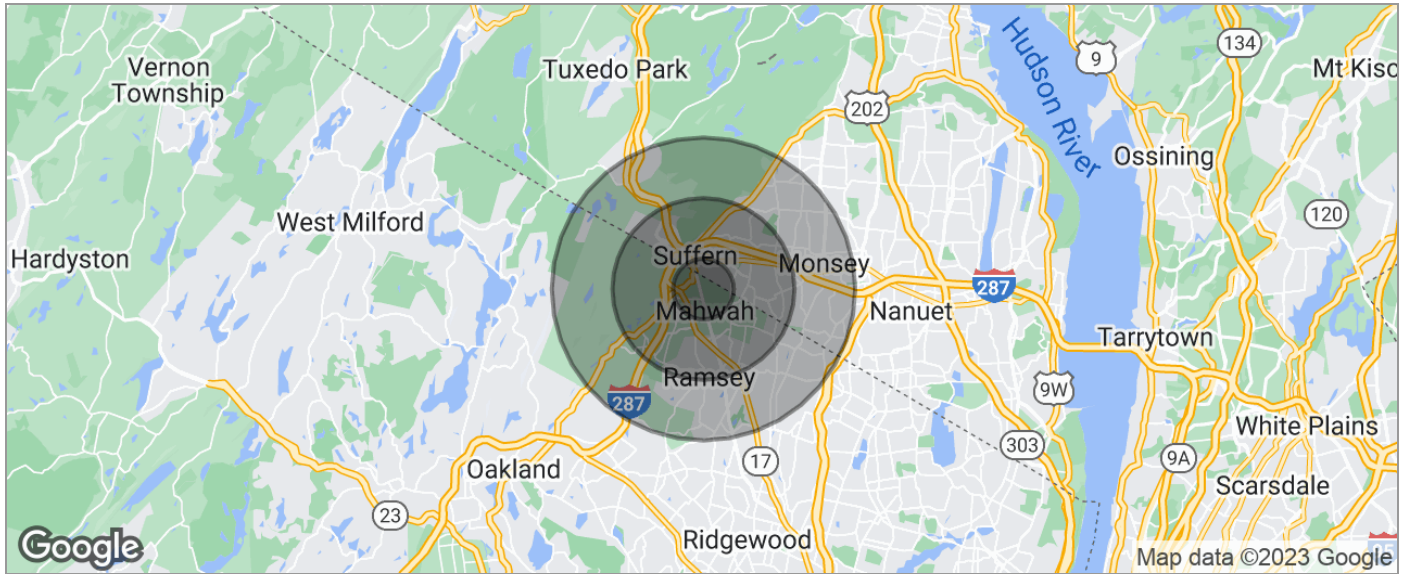 Vernon
Township
Tuxedo Park
Hudson River
9
134
Mt Kisc
202
Ossining
West Milford
120
Hardyston
Suffern
Monsey
287
Mahwah
Nanuet
Tarrytown
Ramsey
287
9W
White Plains
303
9A
17
Oakland
Scarsdale
23
Ridgewood
Google
Map data ©2023 Google